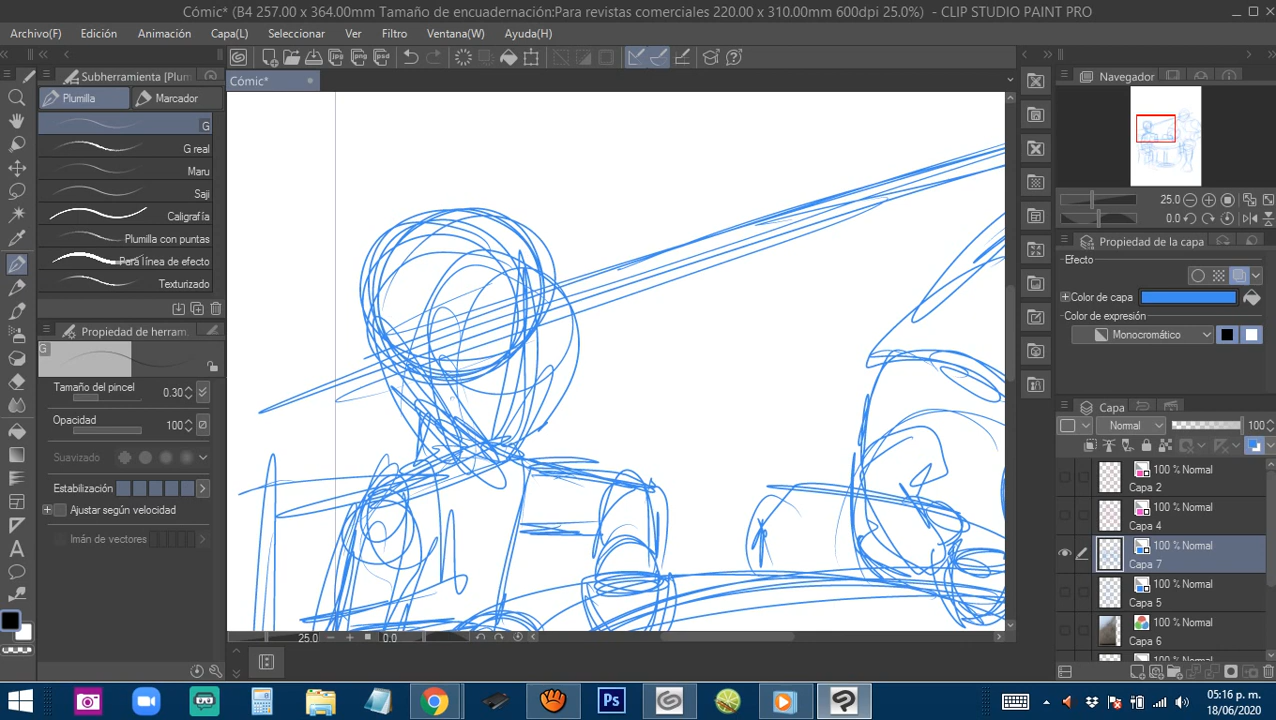 Cómic* (B4 257.00 x 364.00mm Tamaño de encuadernación:Para revistas comerciales 220.00 x 310.00mm 600dpi 25.0%) - CLIP STUDIO PAINT PRO
Archivo(F) Edición Animación Capa(L) Seleccionar Ver Filtro Ventana(W) Ayuda(H)
Subherramienta [Plum
Plumilla Marcador
G
G real
Maru
Saji
Caligrafía
Plumilla con puntas
Para línea de efecto
Texturizado
Propiedad de herram
G
Tamaño del pincel 0.30
Opacidad 100
Suavizado
Estabilización
Ajustar según velocidad
Imán de vectores
Cómic*
25.0 0.0
Navegador
25.0
0.0
Propiedad de la capa
Efecto
Color de capa
Color de expresión
Monocromático
Capa
Normal 100
100 % Normal
Capa 2
100 % Normal
Capa 4
100 % Normal
Capa 7
100 % Normal
Capa 5
100 % Normal
Capa 6
100 % Normal
Ps
05:16 p. m.
18/06/2020